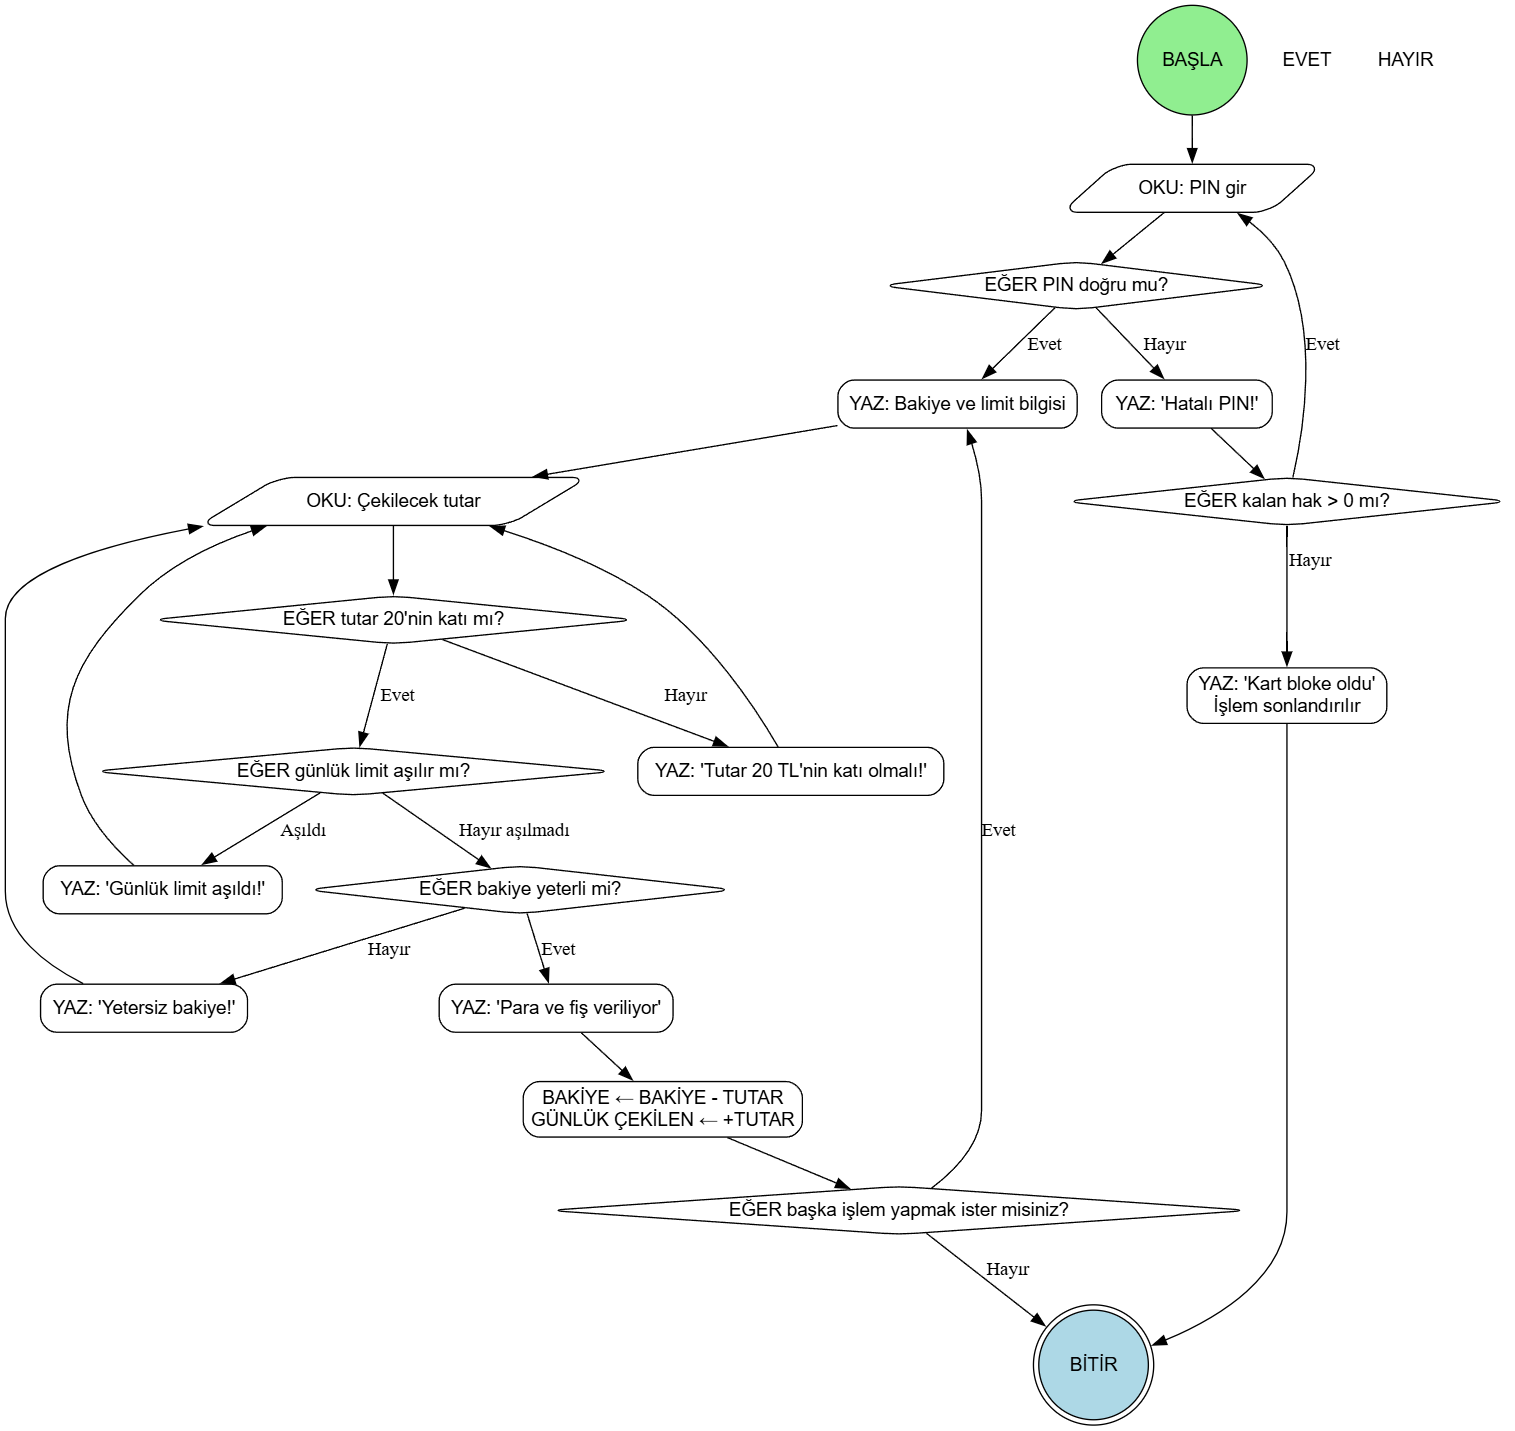 BAŞLA
EVET
HAYIR
OKU: PIN gir
EĞER PIN doğru mu?
Evet
Hayır
Evet
YAZ: Bakiye ve limit bilgisi
YAZ: 'Hatalı PIN!'
OKU: Çekilecek tutar
EĞER kalan hak > 0 mı?
Hayır
EĞER tutar 20'nin katı mı?
Evet
Hayır
YAZ: 'Kart bloke oldu'
İşlem sonlandırılır
EĞER günlük limit aşılır mı?
YAZ: 'Tutar 20 TL'nin katı olmalı!'
Aşıldı
Hayır aşılmadı
Evet
YAZ: 'Günlük limit aşıldı!'
EĞER bakiye yeterli mi?
Hayır
Evet
YAZ: 'Yetersiz bakiye!'
YAZ: 'Para ve fiş veriliyor'
BAKİYE ← BAKİYE - TUTAR
GÜNLÜK ÇEKİLEN ← +TUTAR
EĞER başka işlem yapmak ister misiniz?
Hayır
BİTİR